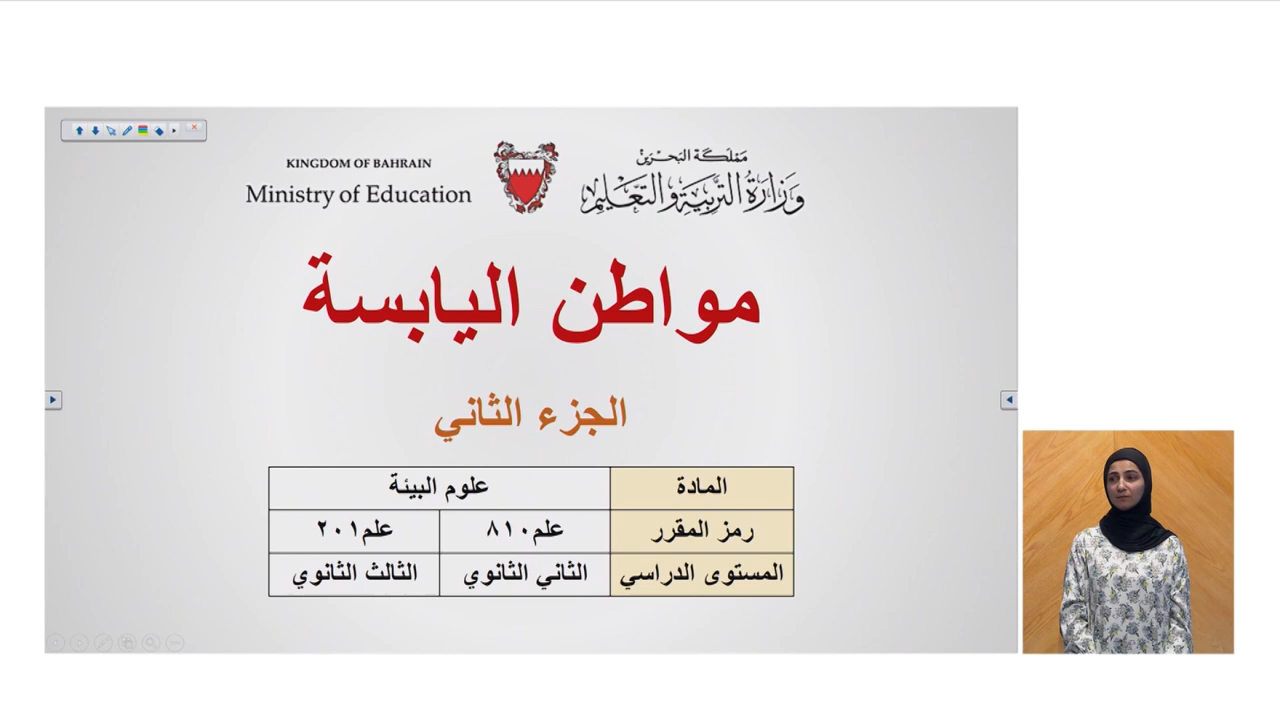 KINGDOM OF BAHRAIN
Ministry of Education
مملكة البحرين
وزارة التربية والتعليم
مواطن اليابسة
الجزء الثاني
المادة علوم البيئة
رمز المقرر علم٨١٠ علم٢٠١
المستوى الدراسي الثاني الثانوي الثالث الثانوي